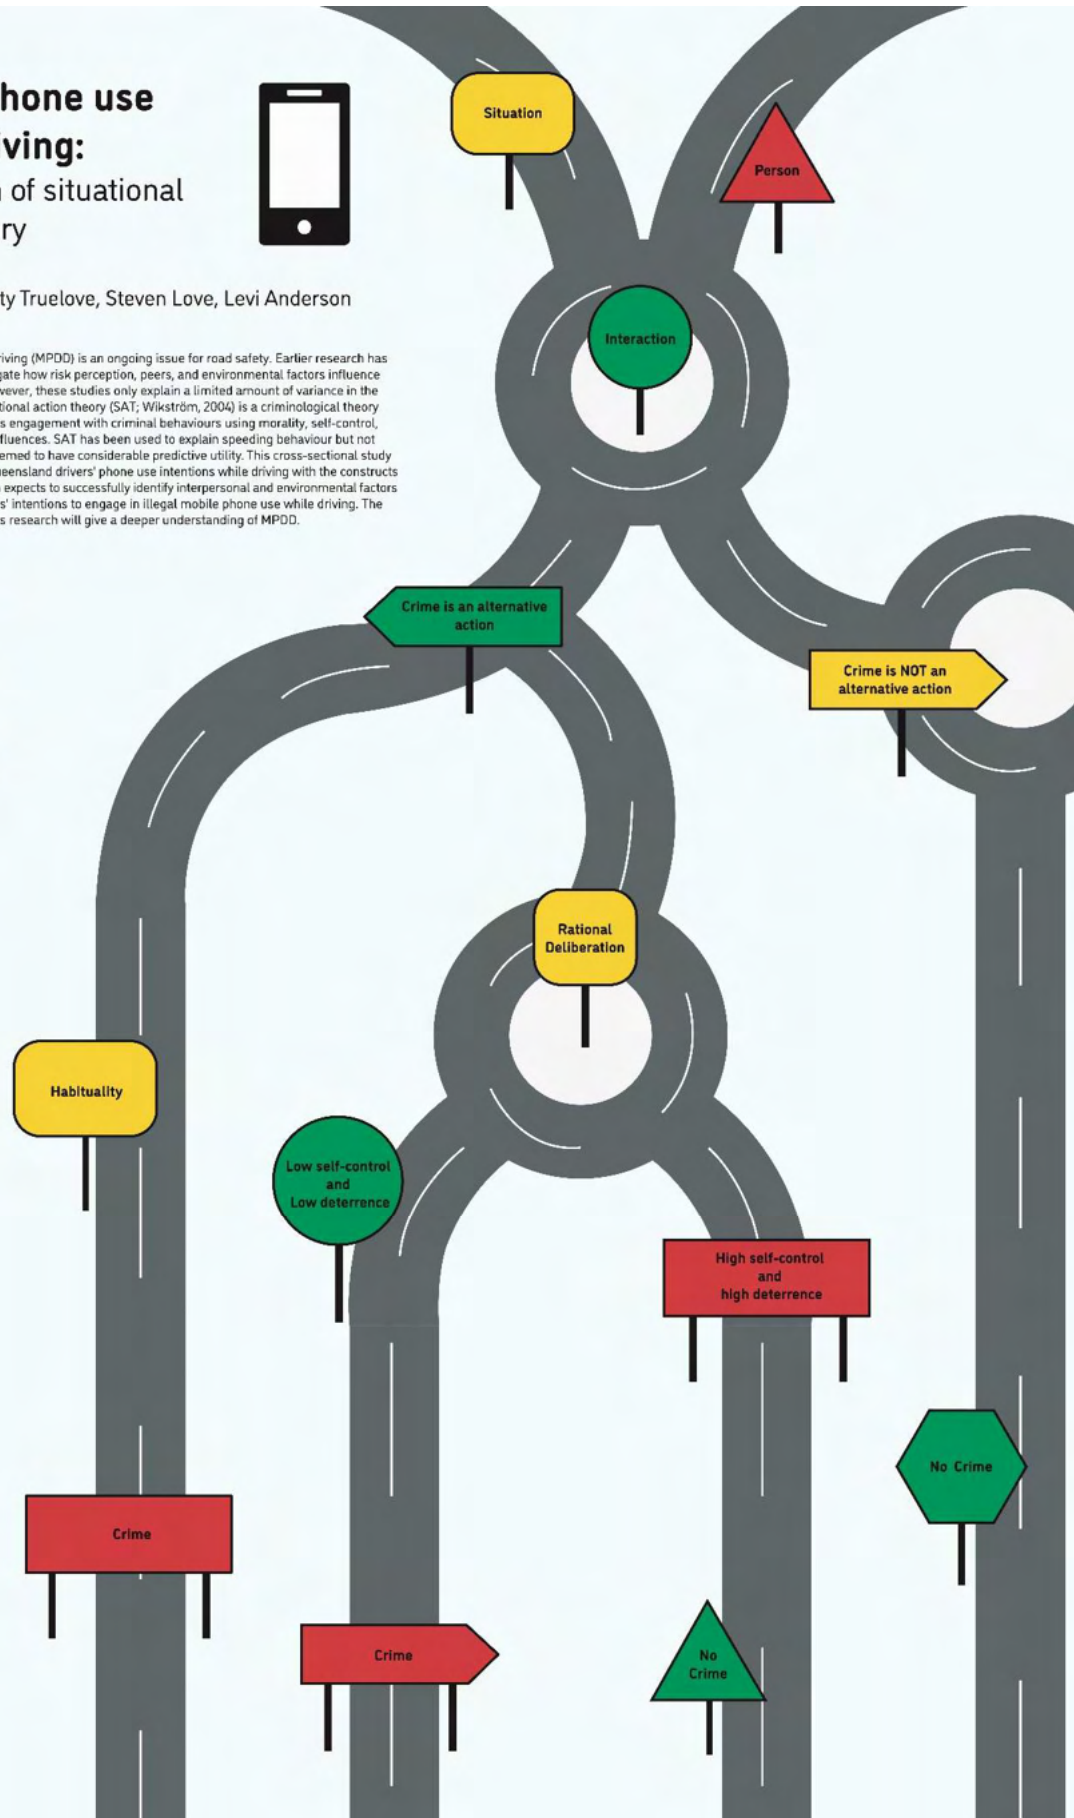 hone use
iving:
n of situational
ry
ty Truelove, Steven Love, Levi Anderson
riving (MPDD) is an ongoing issue for road safety. Earlier research has
gate how risk perception, peers, and environmental factors influence
wever, these studies only explain a limited amount of variance in the
tional action theory (SAT; Wikström, 2004) is a criminological theory
s engagement with criminal behaviours using morality, self-control,
fluences. SAT has been used to explain speeding behaviour but not
emed to have considerable predictive utility. This cross-sectional study
ueensland drivers' phone use intentions while driving with the constructs
expects to successfully identify interpersonal and environmental factors
s' intentions to engage in illegal mobile phone use while driving. The
s research will give a deeper understanding of MPDD.
Situation
Person
Interaction
Crime is an alternative
action
Crime is NOT an
alternative action
Rational
Deliberation
Habituality
Low self-control
and
Low deterrence
High self-control
and
high deterrence
No Crime
Crime
Crime
No
Crime